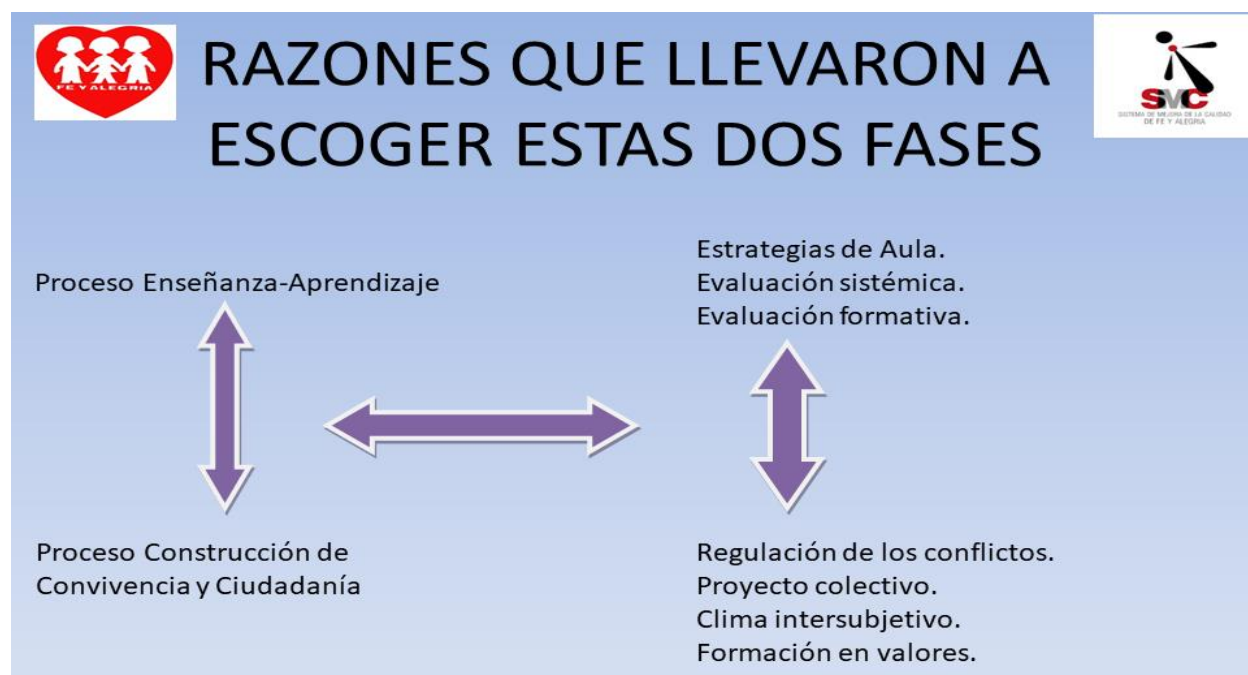 FE Y ALEGRIA
RAZONES QUE LLEVARON A
ESCOGER ESTAS DOS FASES
SMC
SISTEMA DE MEJORA DE LA CALIDAD
DE FE Y ALEGRIA
Proceso Enseñanza-Aprendizaje
Estrategias de Aula.
Evaluación sistémica.
Evaluación formativa.
Proceso Construcción de
Convivencia y Ciudadanía
Regulación de los conflictos.
Proyecto colectivo.
Clima intersubjetivo.
Formación en valores.